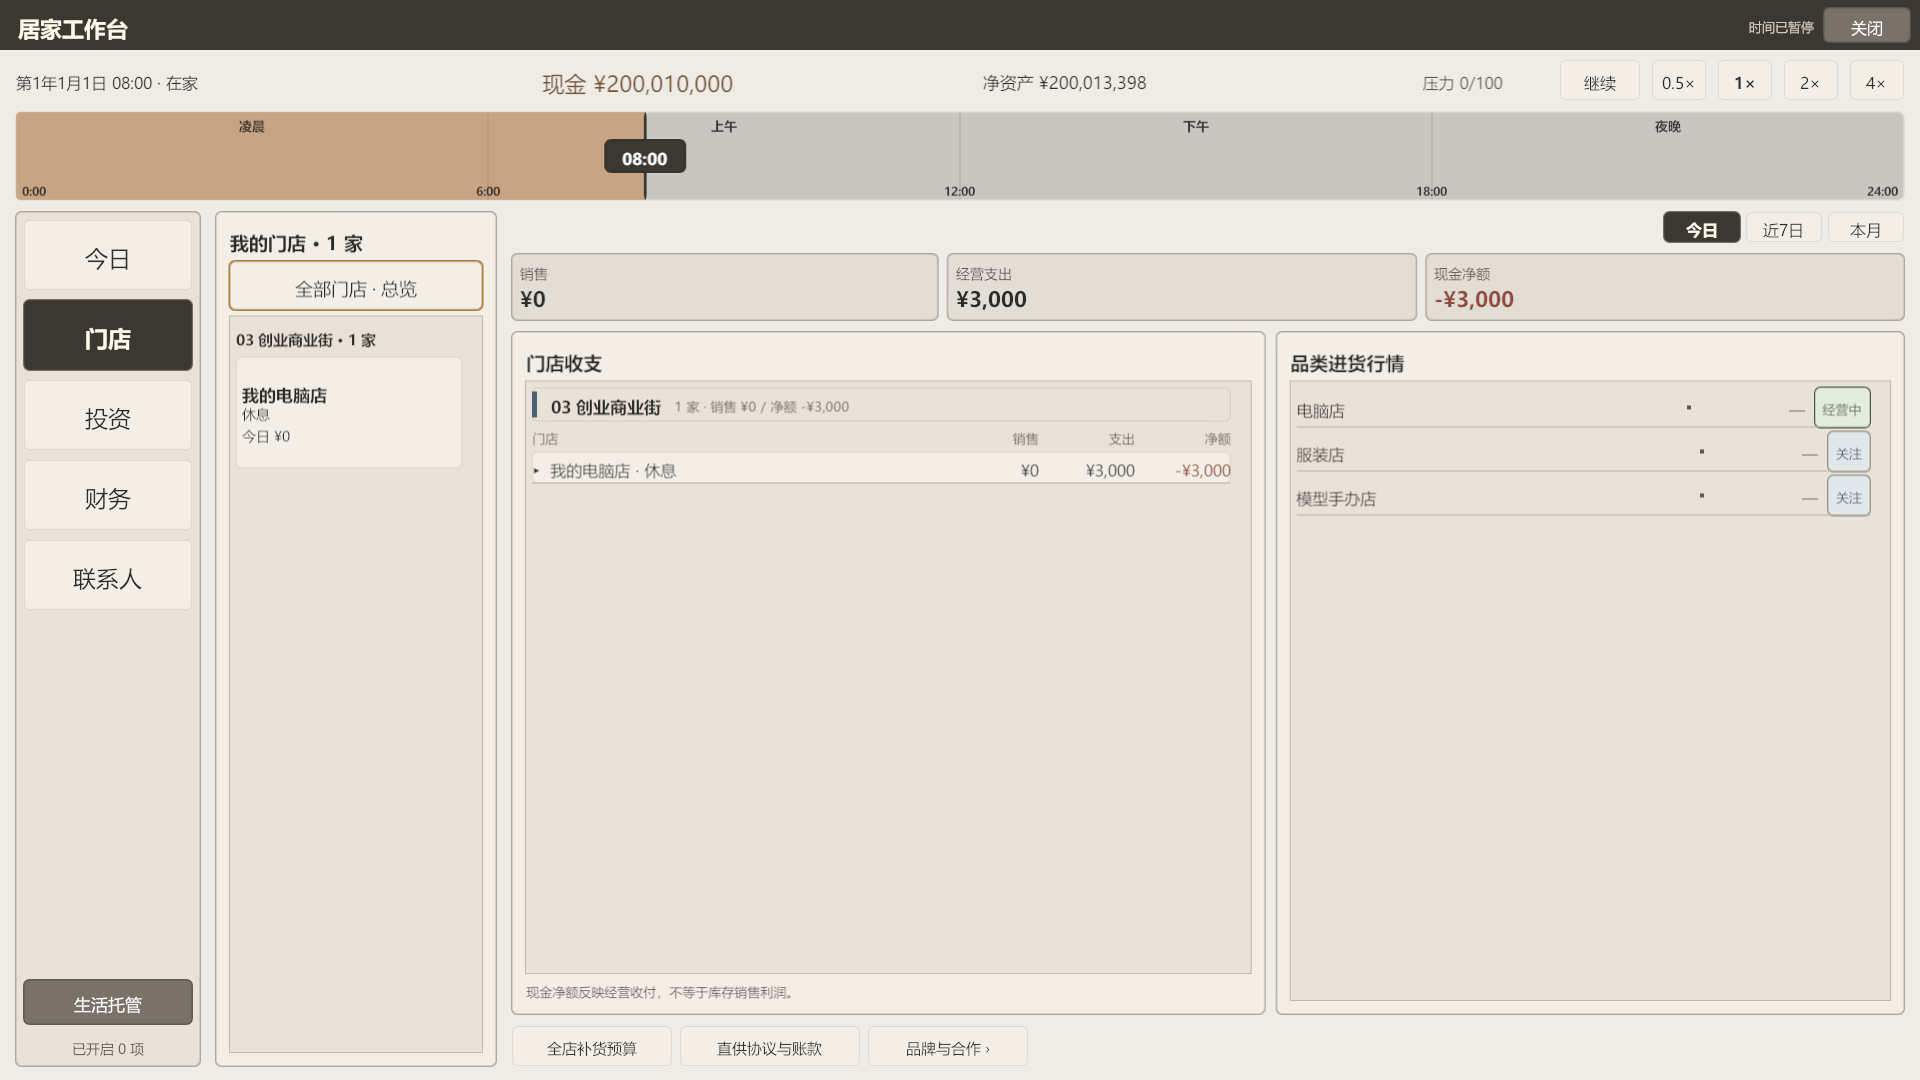 居家工作台
时间已暂停
关闭
第1年1月1日 08:00 · 在家
现金 ¥200,010,000
净资产 ¥200,013,398
压力 0/100
继续
0.5×
1×
2×
4×
凌晨
上午
下午
夜晚
08:00
0:00
6:00
12:00
18:00
24:00
今日
门店
投资
财务
联系人
生活托管
已开启 0 项
我的门店 • 1 家
全部门店 · 总览
03 创业商业街 • 1 家
我的电脑店
休息
今日 ¥0
今日
近7日
本月
销售
¥0
经营支出
¥3,000
现金净额
-¥3,000
门店收支
03 创业商业街 1 家 · 销售 ¥0 / 净额 -¥3,000
门店 销售 支出 净额
▸ 我的电脑店 · 休息 ¥0 ¥3,000 -¥3,000
现金净额反映经营收付，不等于库存销售利润。
品类进货行情
电脑店 — 经营中
服装店 — 关注
模型手办店 — 关注
全店补货预算
直供协议与账款
品牌与合作 ›